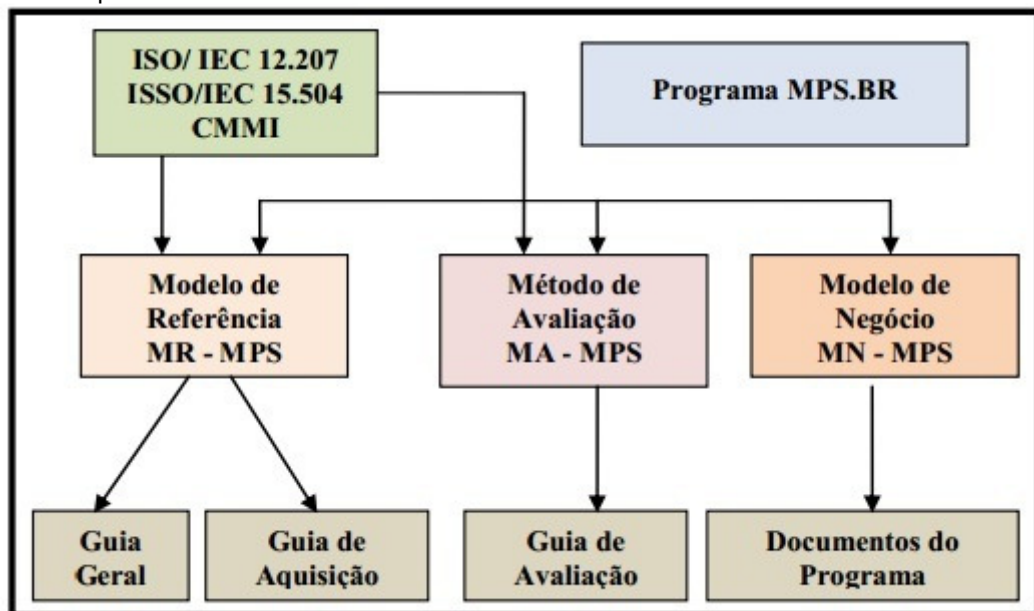 ISO/ IEC 12.207
ISSO/IEC 15.504
CMMI
Programa MPS.BR
Modelo de
Referência
MR - MPS
Método de
Avaliação
MA - MPS
Modelo de
Negócio
MN - MPS
Guia
Geral
Guia de
Aquisição
Guia de
Avaliação
Documentos do
Programa